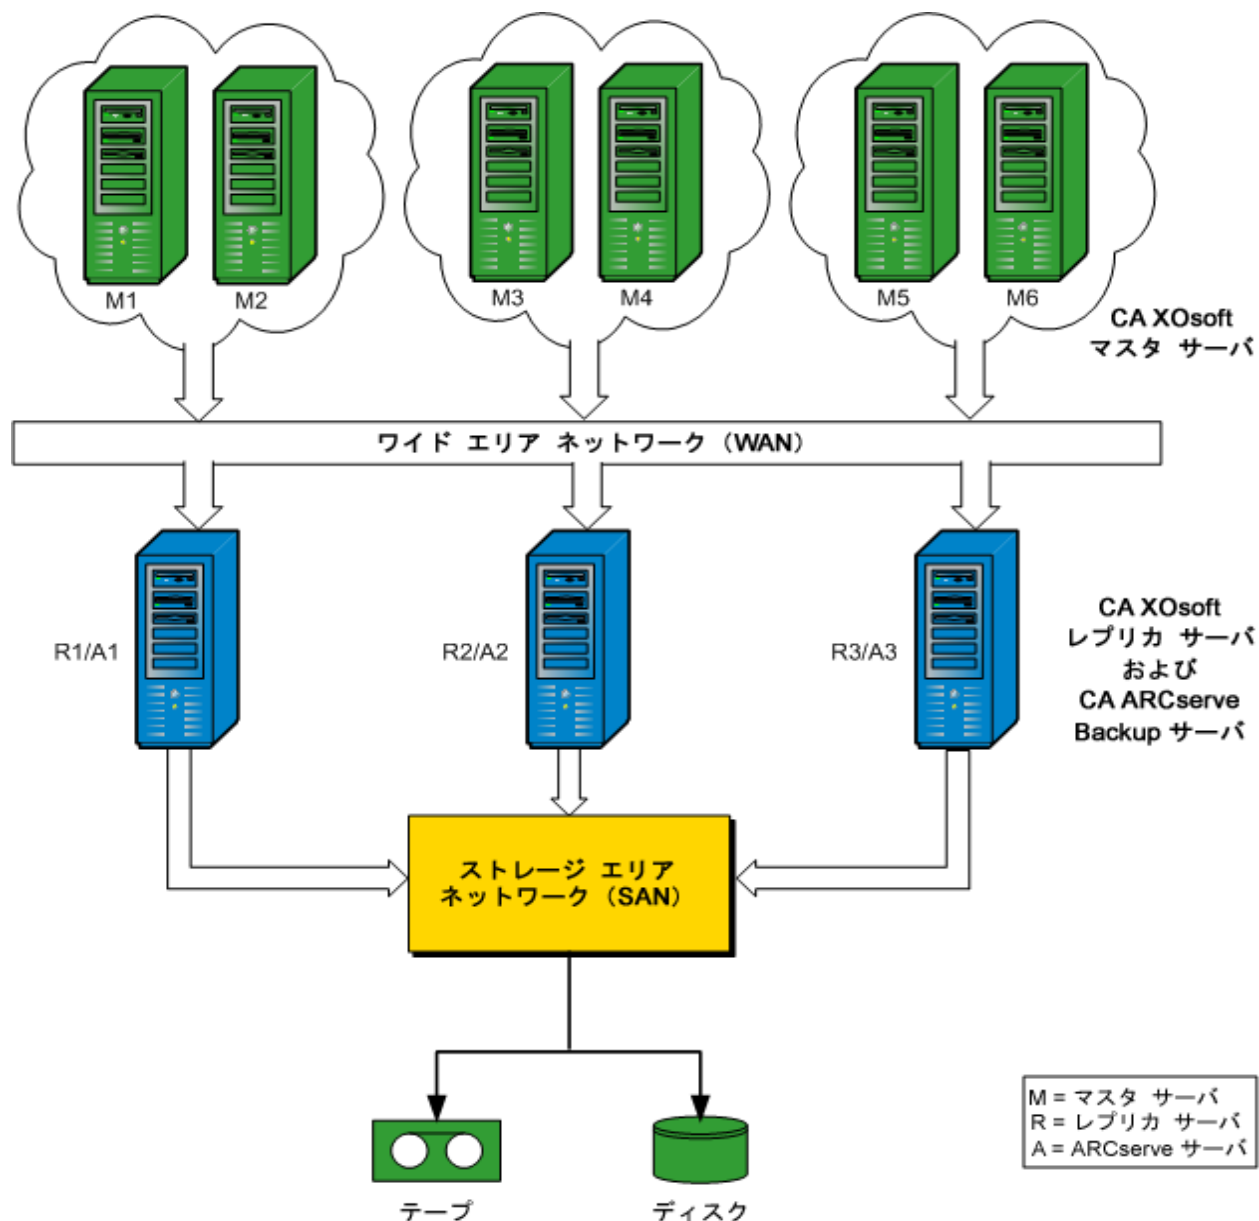 M1
M2
M3
M4
M5
M6
CA XOsoft
マスタ サーバ
ワイド エリア ネットワーク（WAN）
R1/A1
R2/A2
R3/A3
CA XOsoft
レプリカ サーバ
および
CA ARCserve
Backup サーバ
ストレージ エリア
ネットワーク（SAN）
M = マスタ サーバ
R = レプリカ サーバ
A = ARCserve サーバ
テープ
ディスク